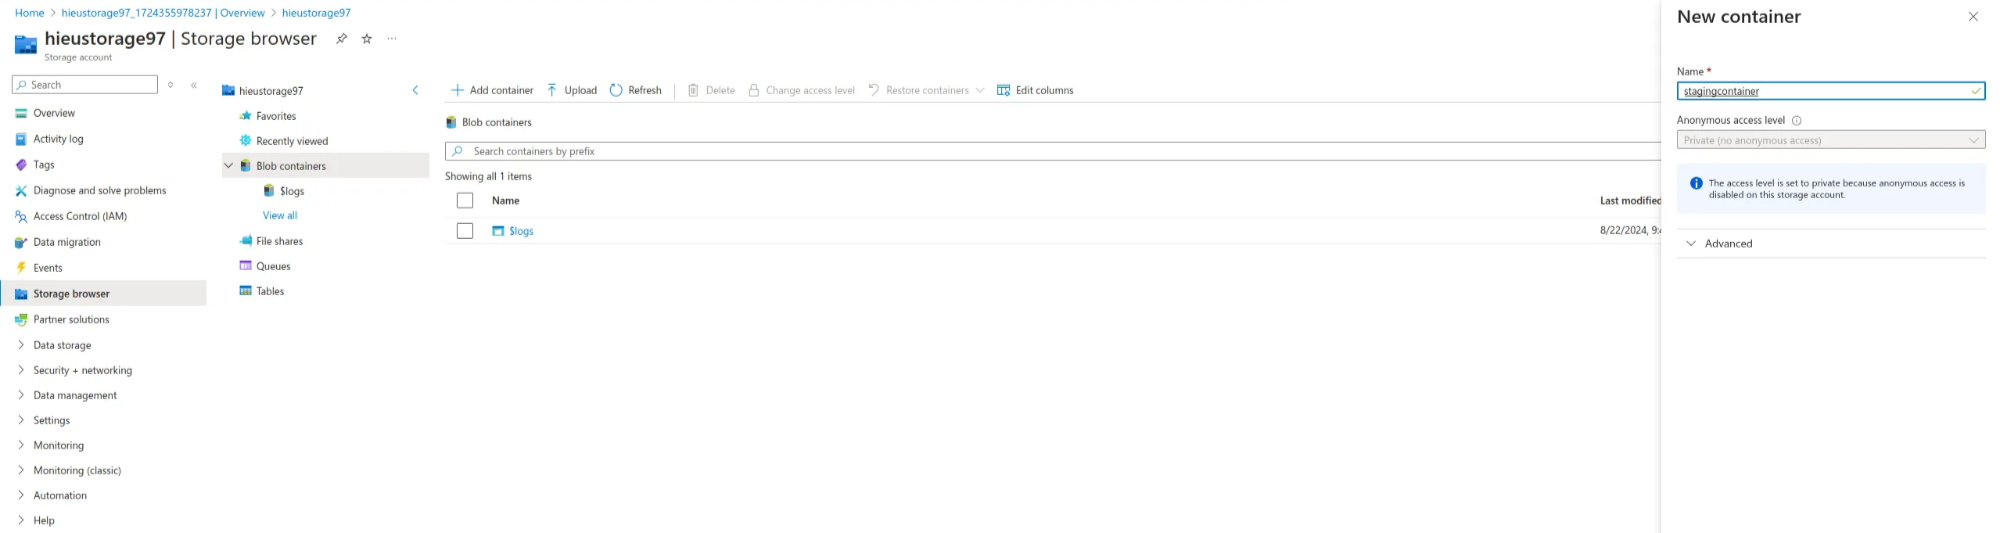 Home > hieustorage97_1724355978237 | Overview > hieustorage97
hieustorage97 | Storage browser
Storage account
Search
Overview
Activity log
Tags
Diagnose and solve problems
Access Control (IAM)
Data migration
Events
Storage browser
Partner solutions
Data storage
Security + networking
Data management
Settings
Monitoring
Monitoring (classic)
Automation
Help
hieustorage97
Favorites
Recently viewed
Blob containers
$logs
View all
File shares
Queues
Tables
Add container Upload Refresh Delete Change access level Restore containers Edit columns
Blob containers
Search containers by prefix
Showing all 1 items
Name Last modified
$logs 8/22/2024, 9:4
New container
Name *
stagingcontainer
Anonymous access level
Private (no anonymous access)
The access level is set to private because anonymous access is
disabled on this storage account.
Advanced